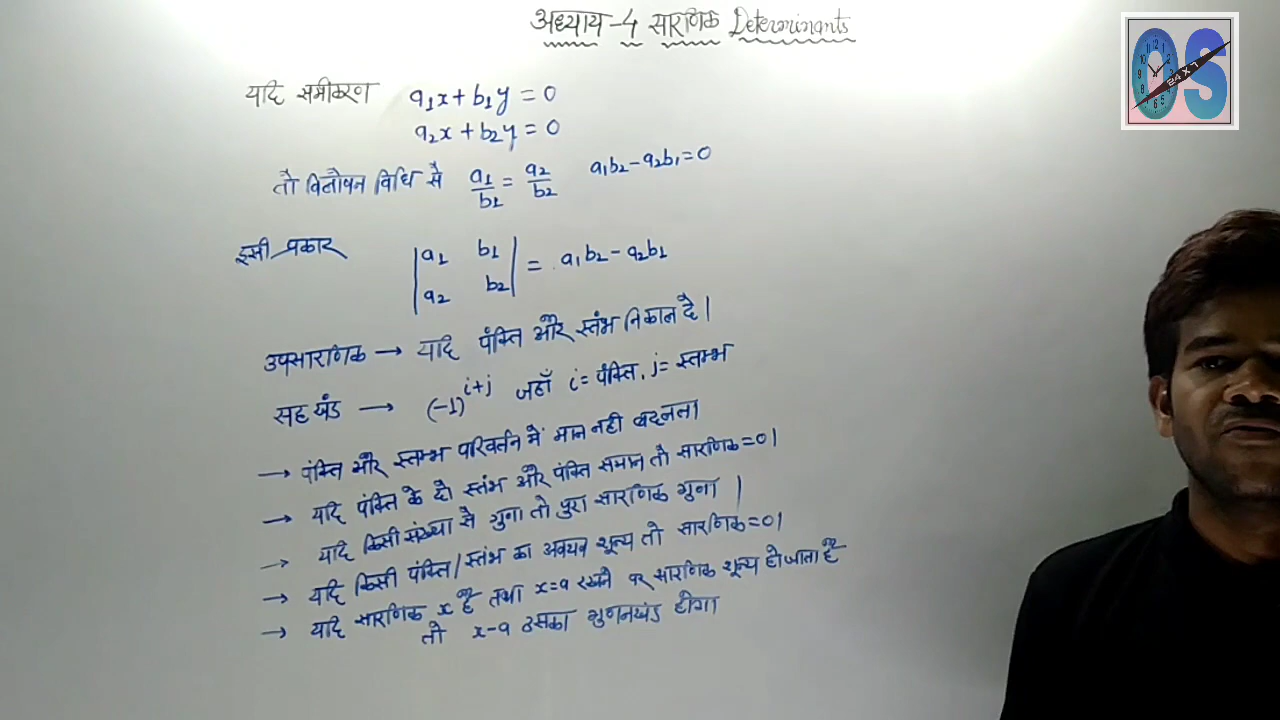 अध्याय-4 सारणिक Determinants
OS
24x7
यदि समीकरण a₁x + b₁y = 0
a₂x + b₂y = 0
तो विलोपन विधि से a₁/b₁ = a₂/b₂ a₁b₂ - a₂b₁ = 0
इसी प्रकार
|a₁ b₁|
|a₂ b₂| = a₁b₂ - a₂b₁
उपसारणिक → यदि पंक्ति और स्तंभ निकाल दे।
सह खंड → (-1)^(i+j) जहाँ i = पंक्ति, j = स्तम्भ
→ पंक्ति और स्तम्भ परिवर्तन में मान नही बदलता
→ यदि पंक्ति के दो स्तंभ और पंक्ति समान तो सारणिक = 0।
→ यदि किसी संख्या से गुना तो पुरा सारणिक गुना।
→ यदि किसी पंक्ति/स्तंभ का अवयव शून्य तो सारणिक = 0।
→ यदि सारणिक x है तथा x = a रखने पर सारणिक शून्य हो जाता है
तो x - a उसका गुणनखंड होगा